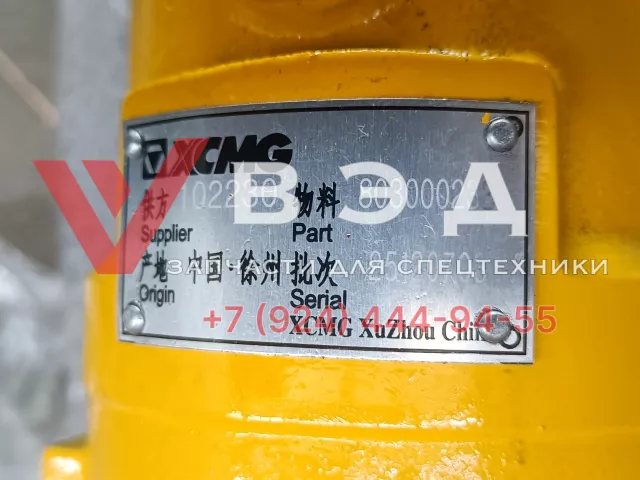 XCMG
供方 102230 物料
Supplier Part
产地 中国·徐州 批次
Origin Serial
XCMG XuZhou China
ВЭД
ЗАПЧАСТИ ДЛЯ СПЕЦТЕХНИКИ
+7 (924) 444-94-55